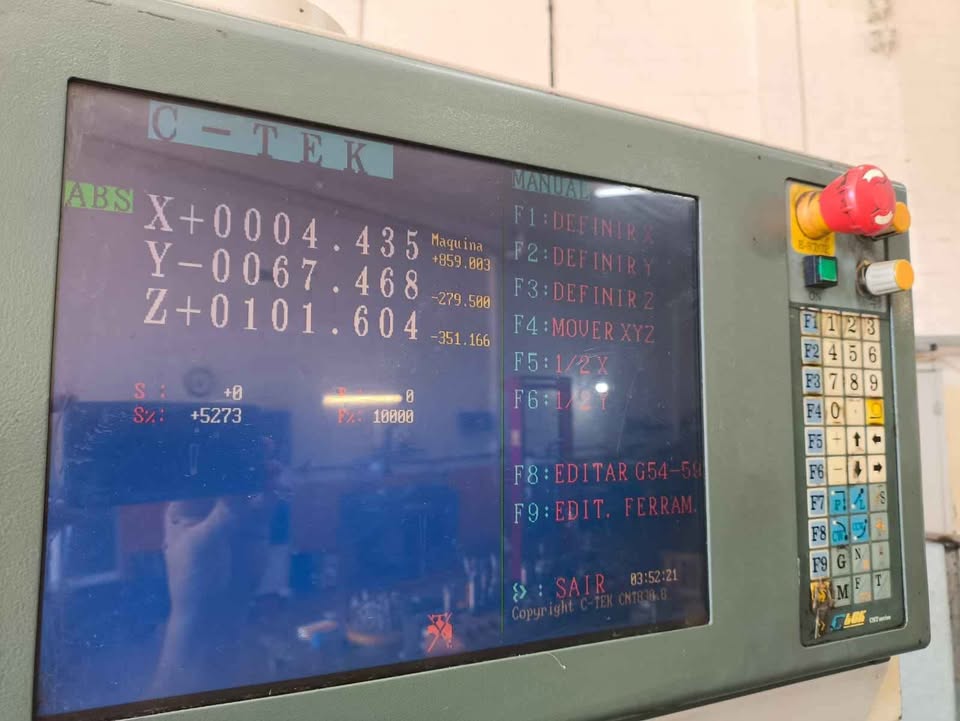 C-TEK
ABS
X+0004.435
Maquina
+859.003
Y-0067.468
-279.500
Z+0101.604
-351.166
S : +0
0
S%: +5273
F%: 10000
MANUAL
F1:DEFINIR X
F2:DEFINIR Y
F3:DEFINIR Z
F4:MOVER XYZ
F5:1/2 X
F6:1/2 Y
F8:EDITAR G54-59
F9:EDIT. FERRAM.
: SAIR 03:52:21
Copyright C-TEK
ON
F1 1 2 3
F2 4 5 6
F3 7 8 9
F4 0 .
F5 +
F6 -
F7 S
F8
F9 G N
M F T